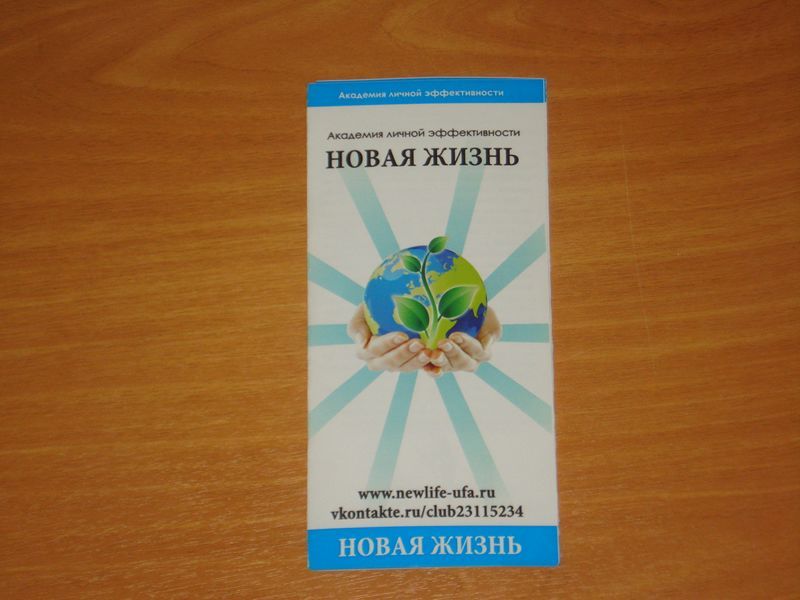 Академия личной эффективности
Академия личной эффективности
НОВАЯ ЖИЗНЬ
www.newlife-ufa.ru
vkontakte.ru/club23115234
НОВАЯ ЖИЗНЬ